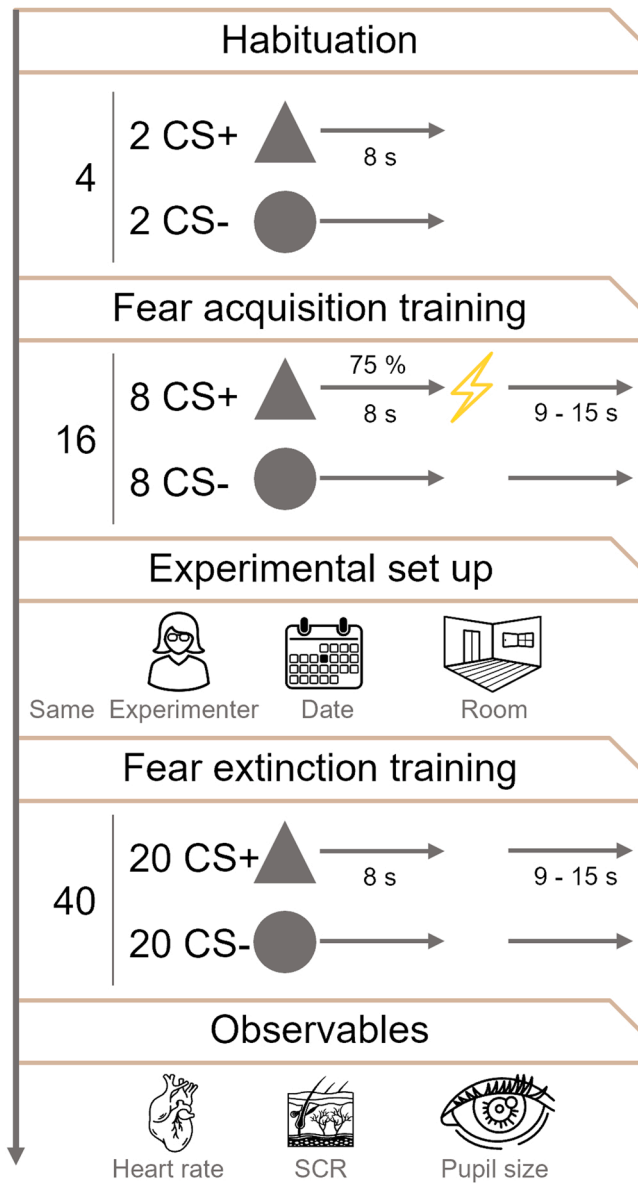 Habituation
4
2 CS+
8 s
2 CS-
Fear acquisition training
16
8 CS+
75 %
8 s
9 - 15 s
8 CS-
Experimental set up
Same Experimenter Date Room
Fear extinction training
40
20 CS+
8 s
9 - 15 s
20 CS-
Observables
Heart rate SCR Pupil size